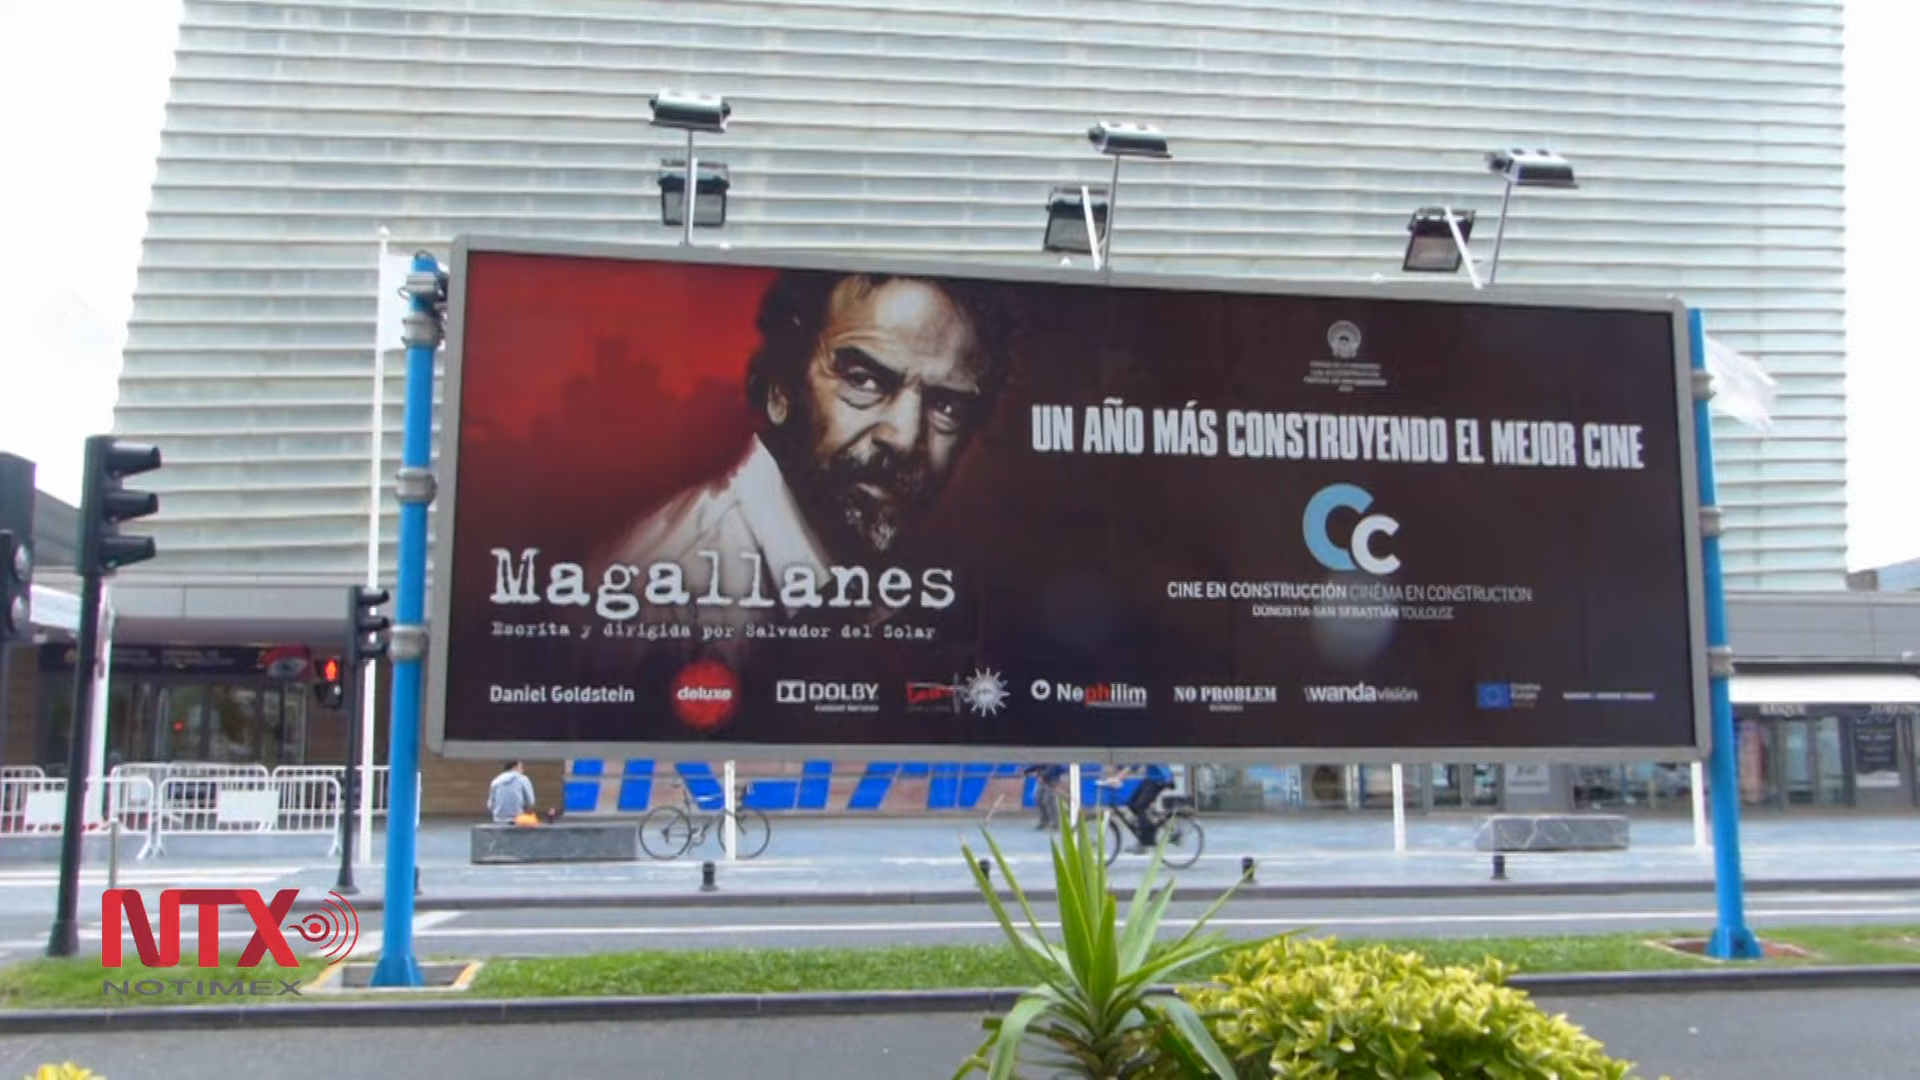 UN AÑO MÁS CONSTRUYENDO EL MEJOR CINE
Cc
CINE EN CONSTRUCCIÓN CINÉMA EN CONSTRUCTION
DONOSTIA-SAN SEBASTIÁN TOULOUSE
Magallanes
Escrita y dirigida por Salvador del Solar
Daniel Goldstein
deluxe
DOLBY
Nephilim
NO PROBLEM
wandavisión
NTX
NOTIMEX